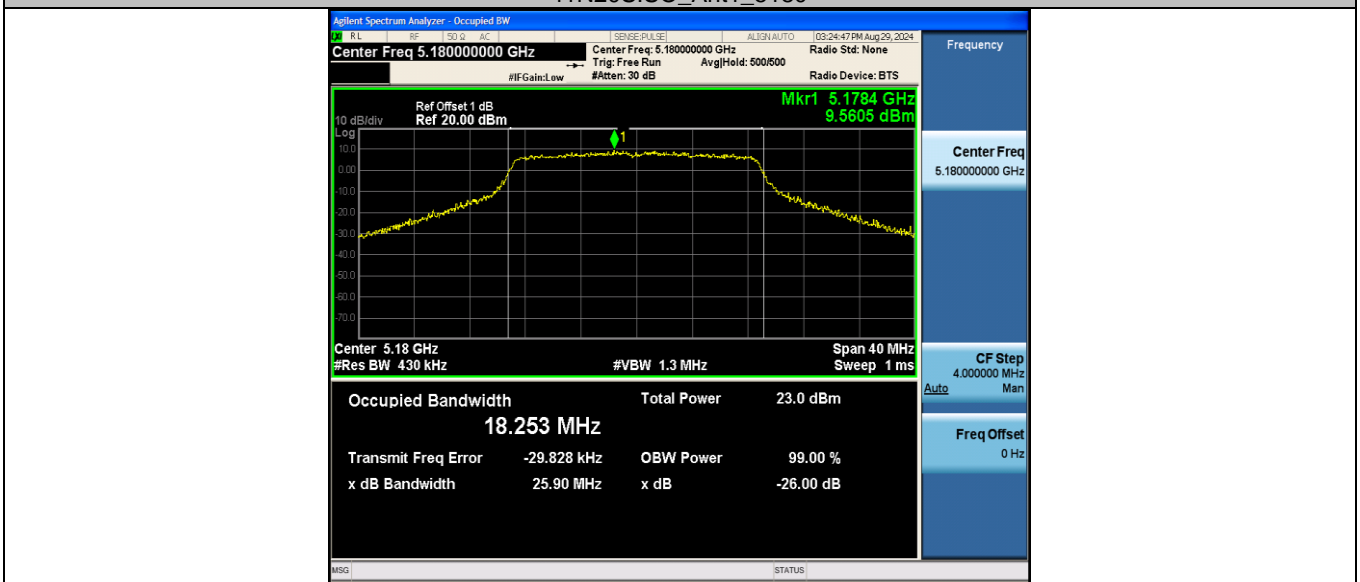 Agilent Spectrum Analyzer - Occupied BW
RL RF 50 Ω AC SENSE:PULSE ALIGN AUTO 03:24:47 PM Aug 29, 2024
Center Freq 5.180000000 GHz
Center Freq: 5.180000000 GHz
Radio Std: None
Trig: Free Run Avg|Hold: 500/500
#IFGain:Low #Atten: 30 dB Radio Device: BTS
Frequency
Ref Offset 1 dB
10 dB/div Ref 20.00 dBm
Mkr1 5.1784 GHz
9.5605 dBm
Log
1
10.0
0.00
-10.0
-20.0
-30.0
-40.0
-50.0
-60.0
-70.0
Center 5.18 GHz Span 40 MHz
#Res BW 430 kHz #VBW 1.3 MHz Sweep 1 ms
Occupied Bandwidth Total Power 23.0 dBm
18.253 MHz
Transmit Freq Error -29.828 kHz OBW Power 99.00 %
x dB Bandwidth 25.90 MHz x dB -26.00 dB
Center Freq
5.180000000 GHz
CF Step
4.000000 MHz
Auto Man
Freq Offset
0 Hz
MSG STATUS